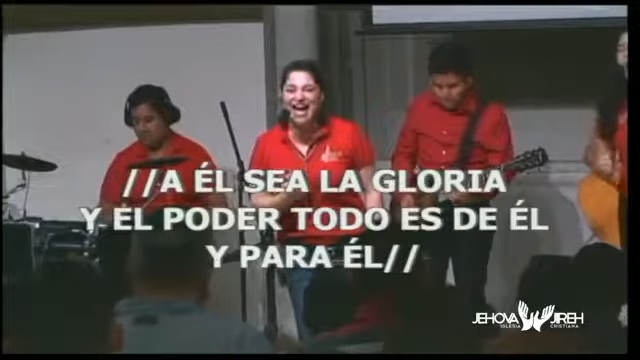 //A ÉL SEA LA GLORIA
Y EL PODER TODO ES DE ÉL
Y PARA ÉL//
JEHOVA JIREH
IGLESIA CRISTIANA